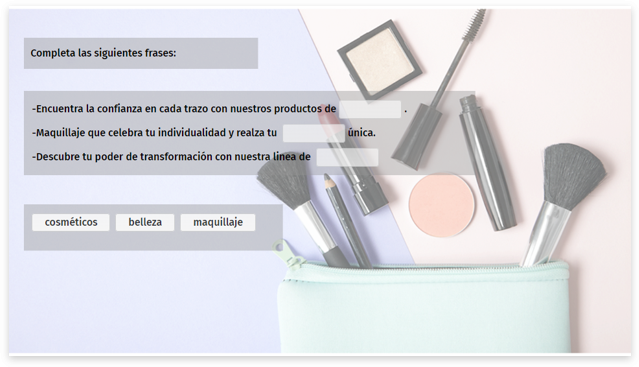 Completa las siguientes frases:
-Encuentra la confianza en cada trazo con nuestros productos de .
-Maquillaje que celebra tu individualidad y realza tu única.
-Descubre tu poder de transformación con nuestra línea de
cosméticos belleza maquillaje